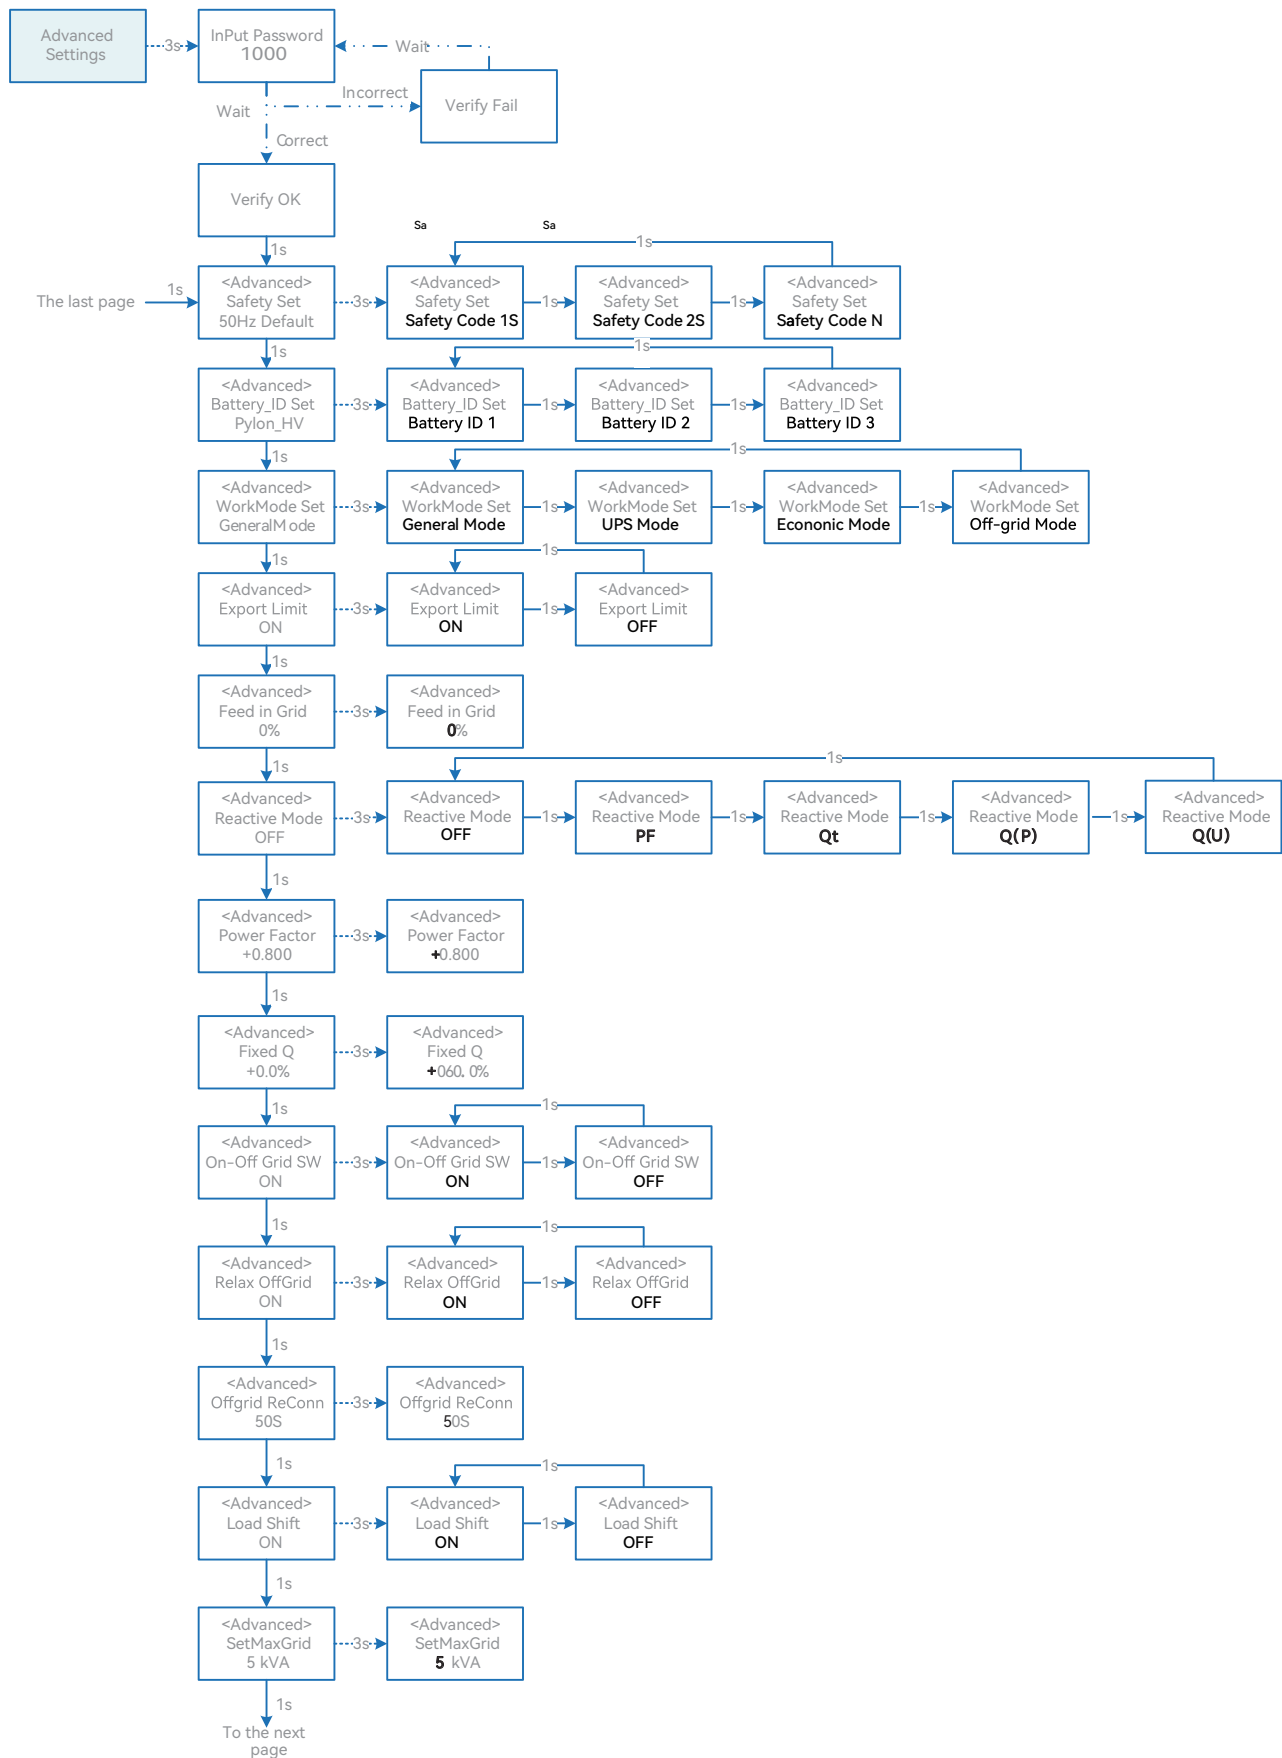 Advanced
Settings
3s
InPut Password
1000
Wait
Incorrect
Verify Fail
Wait
Correct
Verify OK
1s
Sa
Sa
1s
The last page
1s
<Advanced>
Safety Set
50Hz Default
3s
<Advanced>
Safety Set
Safety Code 1S
1s
<Advanced>
Safety Set
Safety Code 2S
1s
<Advanced>
Safety Set
Safety Code N
1s
1s
<Advanced>
Battery_ID Set
Pylon_HV
3s
<Advanced>
Battery_ID Set
Battery ID 1
1s
<Advanced>
Battery_ID Set
Battery ID 2
1s
<Advanced>
Battery_ID Set
Battery ID 3
1s
1s
<Advanced>
WorkMode Set
GeneralMode
3s
<Advanced>
WorkMode Set
General Mode
1s
<Advanced>
WorkMode Set
UPS Mode
1s
<Advanced>
WorkMode Set
Econonic Mode
1s
<Advanced>
WorkMode Set
Off-grid Mode
1s
1s
<Advanced>
Export Limit
ON
3s
<Advanced>
Export Limit
ON
1s
<Advanced>
Export Limit
OFF
1s
<Advanced>
Feed in Grid
0%
3s
<Advanced>
Feed in Grid
0%
1s
1s
<Advanced>
Reactive Mode
OFF
3s
<Advanced>
Reactive Mode
OFF
1s
<Advanced>
Reactive Mode
PF
1s
<Advanced>
Reactive Mode
Qt
1s
<Advanced>
Reactive Mode
Q(P)
1s
<Advanced>
Reactive Mode
Q(U)
1s
<Advanced>
Power Factor
+0.800
3s
<Advanced>
Power Factor
+0.800
1s
<Advanced>
Fixed Q
+0.0%
3s
<Advanced>
Fixed Q
+060.0%
1s
1s
<Advanced>
On-Off Grid SW
ON
3s
<Advanced>
On-Off Grid SW
ON
1s
<Advanced>
On-Off Grid SW
OFF
1s
1s
<Advanced>
Relax OffGrid
ON
3s
<Advanced>
Relax OffGrid
ON
1s
<Advanced>
Relax OffGrid
OFF
1s
<Advanced>
Offgrid ReConn
50S
3s
<Advanced>
Offgrid ReConn
50S
1s
1s
<Advanced>
Load Shift
ON
3s
<Advanced>
Load Shift
ON
1s
<Advanced>
Load Shift
OFF
1s
<Advanced>
SetMaxGrid
5 kVA
3s
<Advanced>
SetMaxGrid
5 kVA
1s
To the next
page